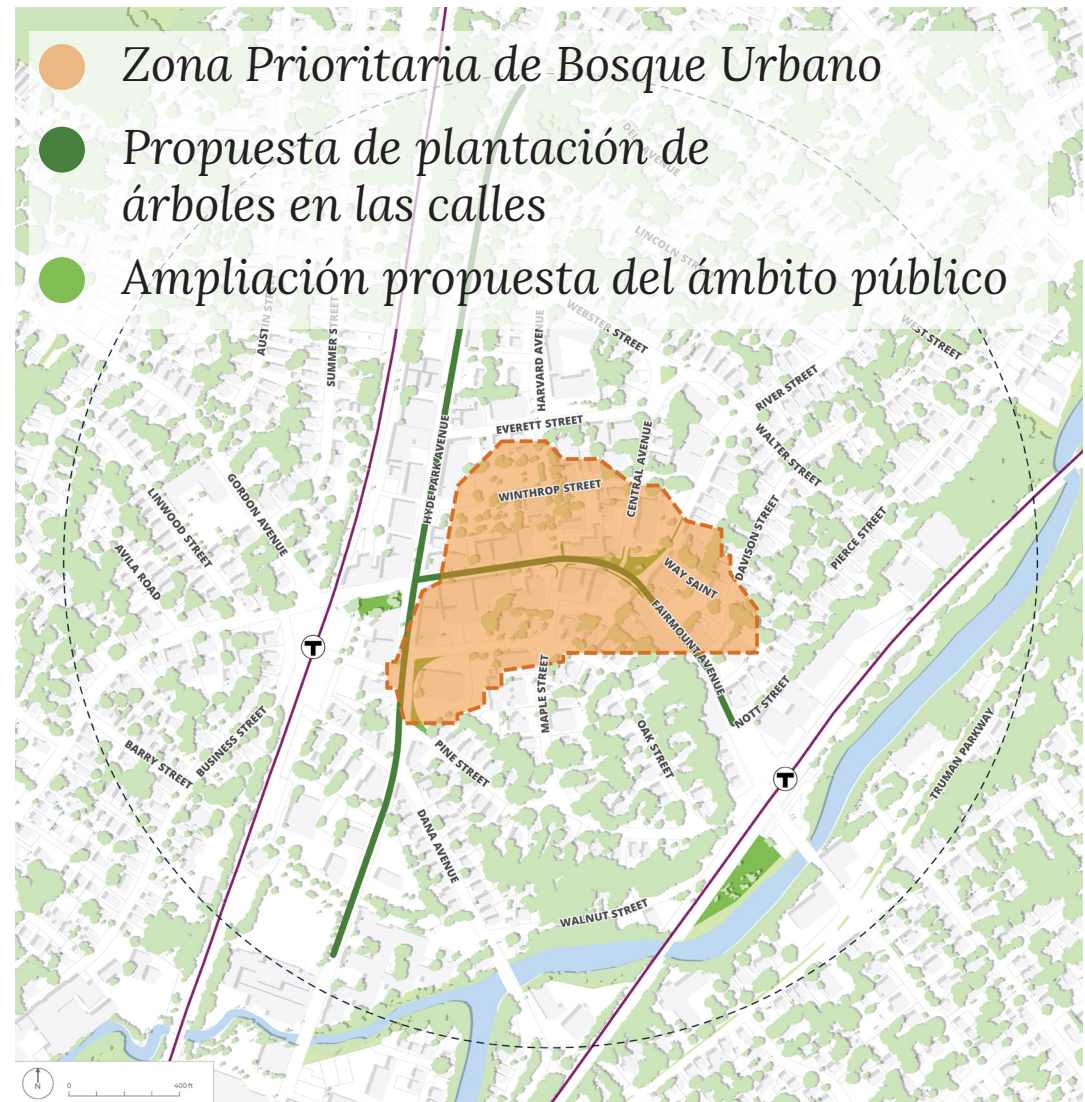 Zona Prioritaria de Bosque Urbano
Propuesta de plantación de
árboles en las calles
Ampliación propuesta del ámbito público
LINCOLN STREET
AUSTIN STREET
SUMMER STREET
HARVARD AVENUE
WEBSTER STREET
WEST STREET
RIVER STREET
HYDE PARK AVENUE
EVERETT STREET
CENTRAL AVENUE
WALTER STREET
WINTHROP STREET
GORDON AVENUE
LINWOOD STREET
AVILA ROAD
DAVISON STREET
PIERCE STREET
WAY SAINT
FAIRMOUNT AVENUE
T
MAPLE STREET
NOTT STREET
OAK STREET
PINE STREET
BUSINESS STREET
BARRY STREET
TRUMAN PARKWAY
T
DANA AVENUE
WALNUT STREET
N
0
400 ft